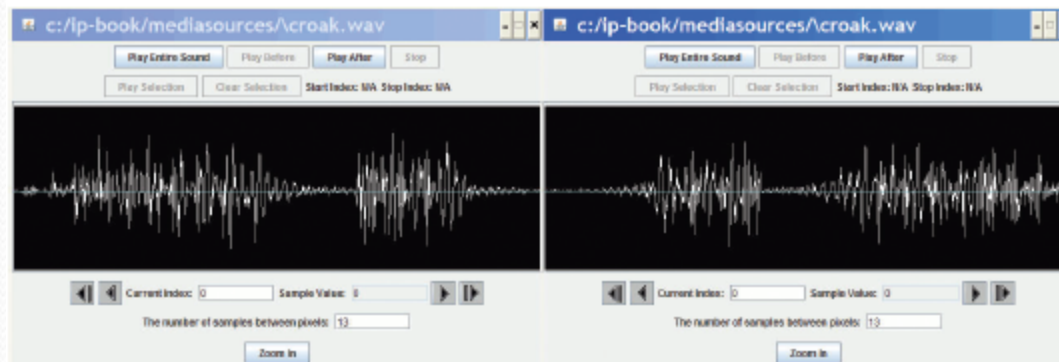 c:/ip-book/mediasources/\croak.wav
Play Entire Sound Play Before Play After Stop
Play Selection Clear Selection Start Index: N/A Stop Index: N/A
Current Index: 0 Sample Value: 0
The number of samples between pixels: 13
Zoom In
c:/ip-book/mediasources/\croak.wav
Play Entire Sound Play Before Play After Stop
Play Selection Clear Selection Start Index: N/A Stop Index: N/A
Current Index: 0 Sample Value: 0
The number of samples between pixels: 13
Zoom In